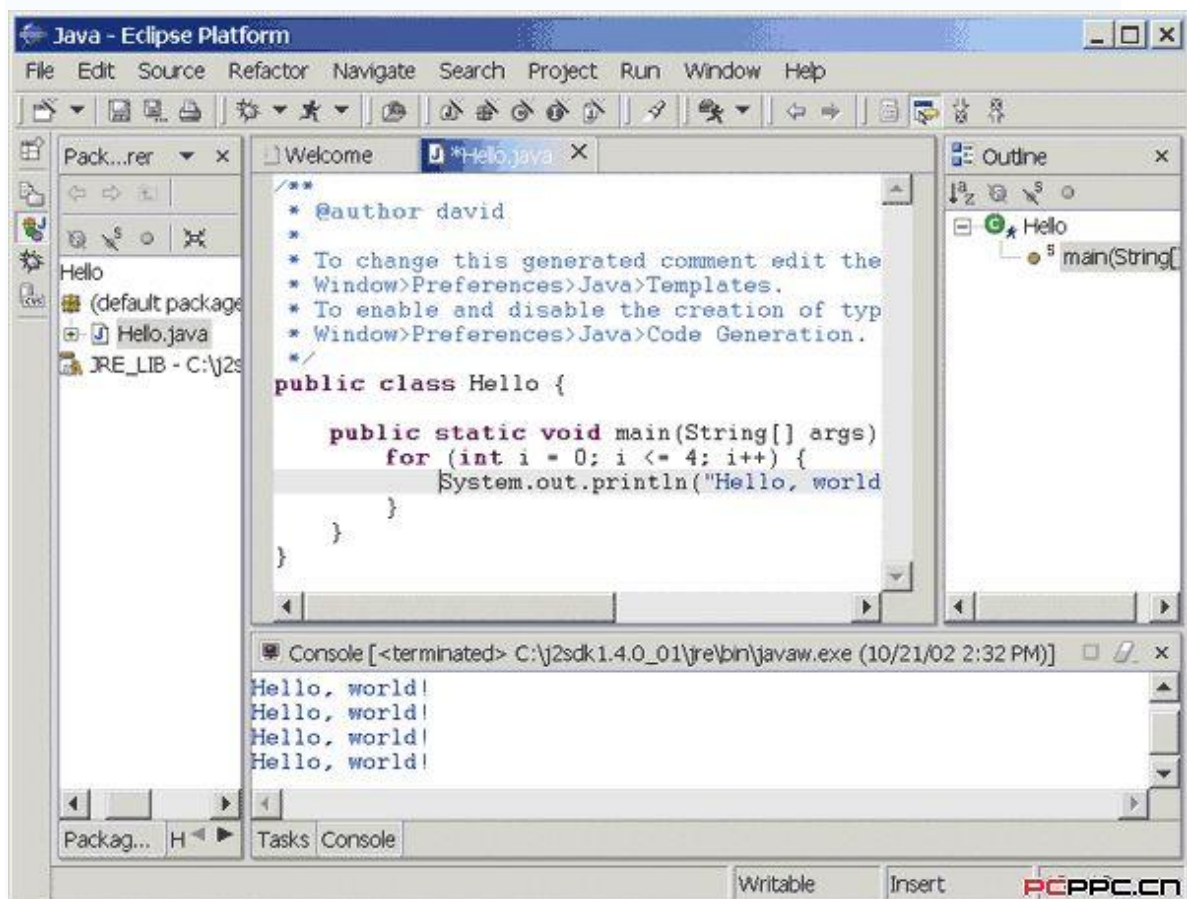 Java - Eclipse Platform
File Edit Source Refactor Navigate Search Project Run Window Help
Pack...rer
Welcome
*Hello.java
Outline
/**
* @author david
*
* To change this generated comment edit the
* Window>Preferences>Java>Templates.
* To enable and disable the creation of typ
* Window>Preferences>Java>Code Generation.
*/
public class Hello {
public static void main(String[] args)
for (int i = 0; i <= 4; i++) {
System.out.println("Hello, world
}
}
}
Hello
(default package
Hello.java
JRE_LIB - C:\j2s
Hello
main(String[
Console [<terminated> C:\j2sdk1.4.0_01\jre\bin\javaw.exe (10/21/02 2:32 PM)]
Hello, world!
Hello, world!
Hello, world!
Hello, world!
Packag... H
Tasks Console
Writable Insert
PCPPC.CN